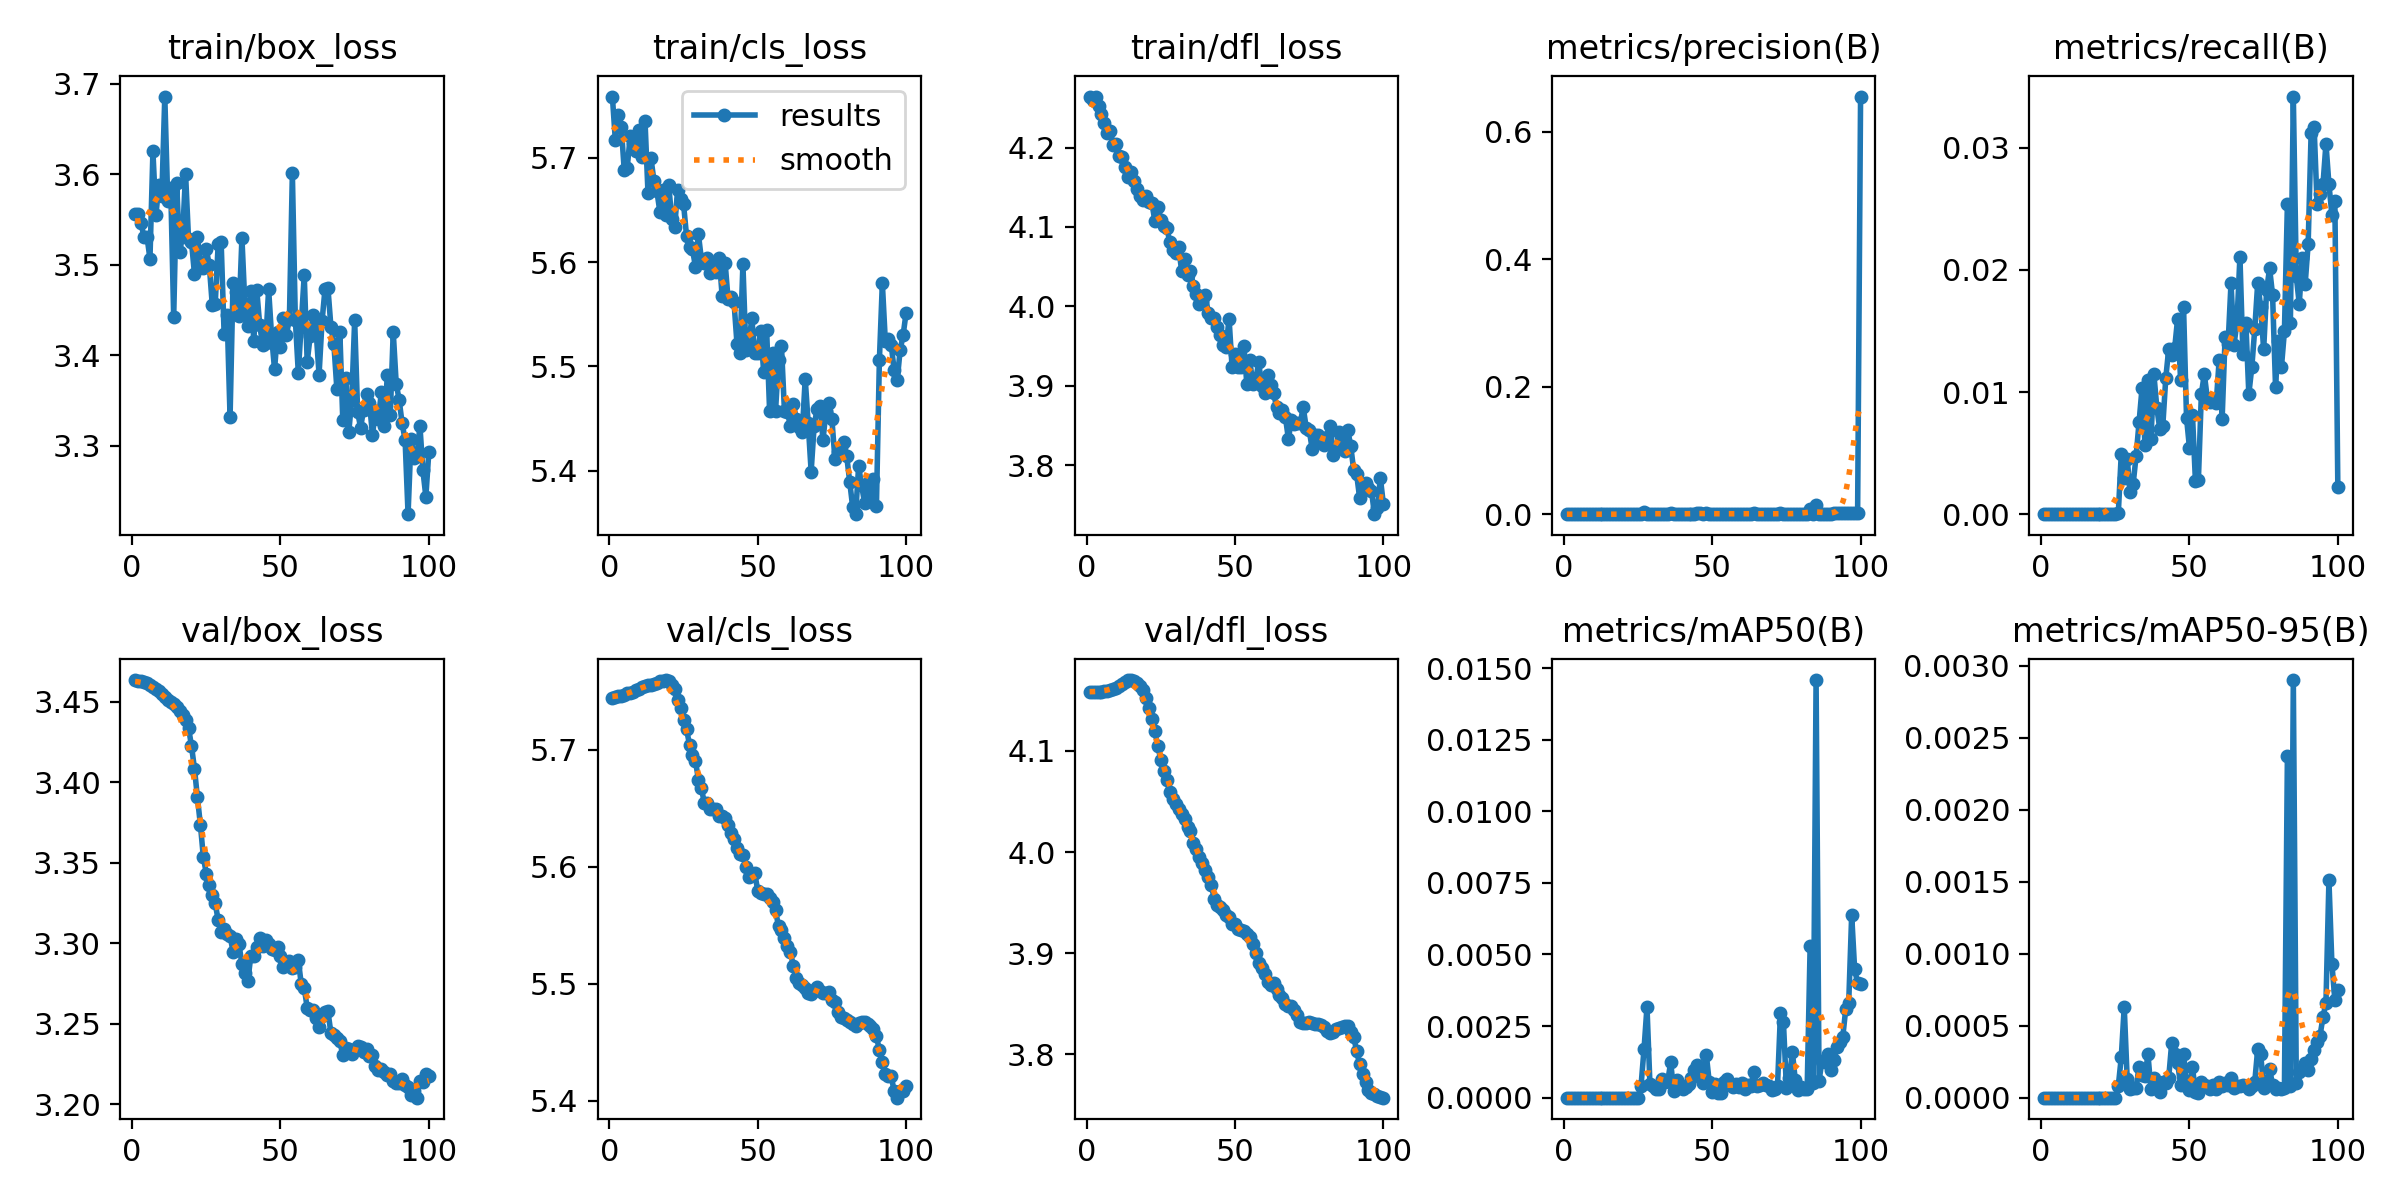 train/box_loss
3.7
3.6
3.5
3.4
3.3
0 50 100
train/cls_loss
results
smooth
5.7
5.6
5.5
5.4
0 50 100
train/dfl_loss
4.2
4.1
4.0
3.9
3.8
0 50 100
metrics/precision(B)
0.6
0.4
0.2
0.0
0 50 100
metrics/recall(B)
0.03
0.02
0.01
0.00
0 50 100
val/box_loss
3.45
3.40
3.35
3.30
3.25
3.20
0 50 100
val/cls_loss
5.7
5.6
5.5
5.4
0 50 100
val/dfl_loss
4.1
4.0
3.9
3.8
0 50 100
metrics/mAP50(B)
0.0150
0.0125
0.0100
0.0075
0.0050
0.0025
0.0000
0 50 100
metrics/mAP50-95(B)
0.0030
0.0025
0.0020
0.0015
0.0010
0.0005
0.0000
0 50 100